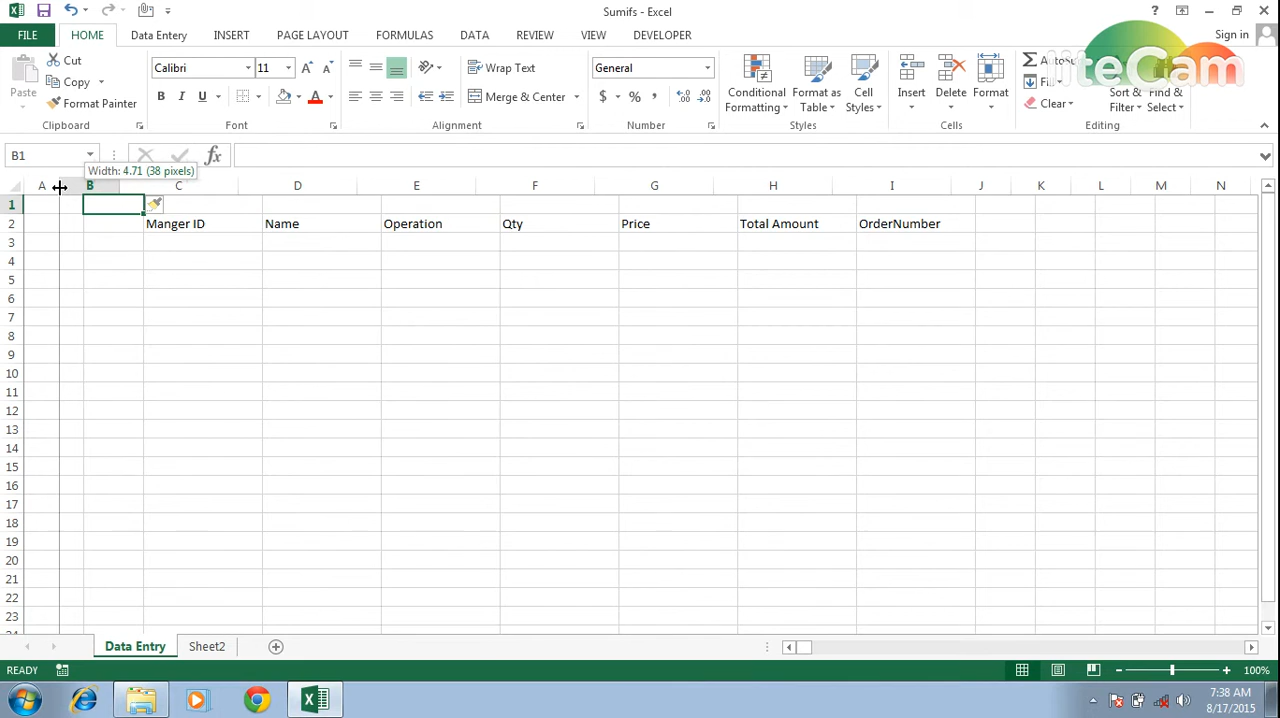 Sumifs - Excel
?
FILE HOME Data Entery INSERT PAGE LAYOUT FORMULAS DATA REVIEW VIEW DEVELOPER Sign in
Paste
Cut
Copy
Format Painter
Clipboard
Calibri 11
B I U A
Font
Wrap Text
Merge & Center
Alignment
General
$ % ,
Number
Conditional Formatting
Format as Table
Cell Styles
Styles
Insert Delete Format
Cells
Clear
Sort & Filter
Find & Select
Editing
liteCam
B1 fx
Width: 4.71 (38 pixels)
A B C D E F G H I J K L M N
1
2 Manger ID Name Operation Qty Price Total Amount OrderNumber
3
4
5
6
7
8
9
10
11
12
13
14
15
16
17
18
19
20
21
22
23
Data Entry Sheet2
READY 100%
7:38 AM
8/17/2015